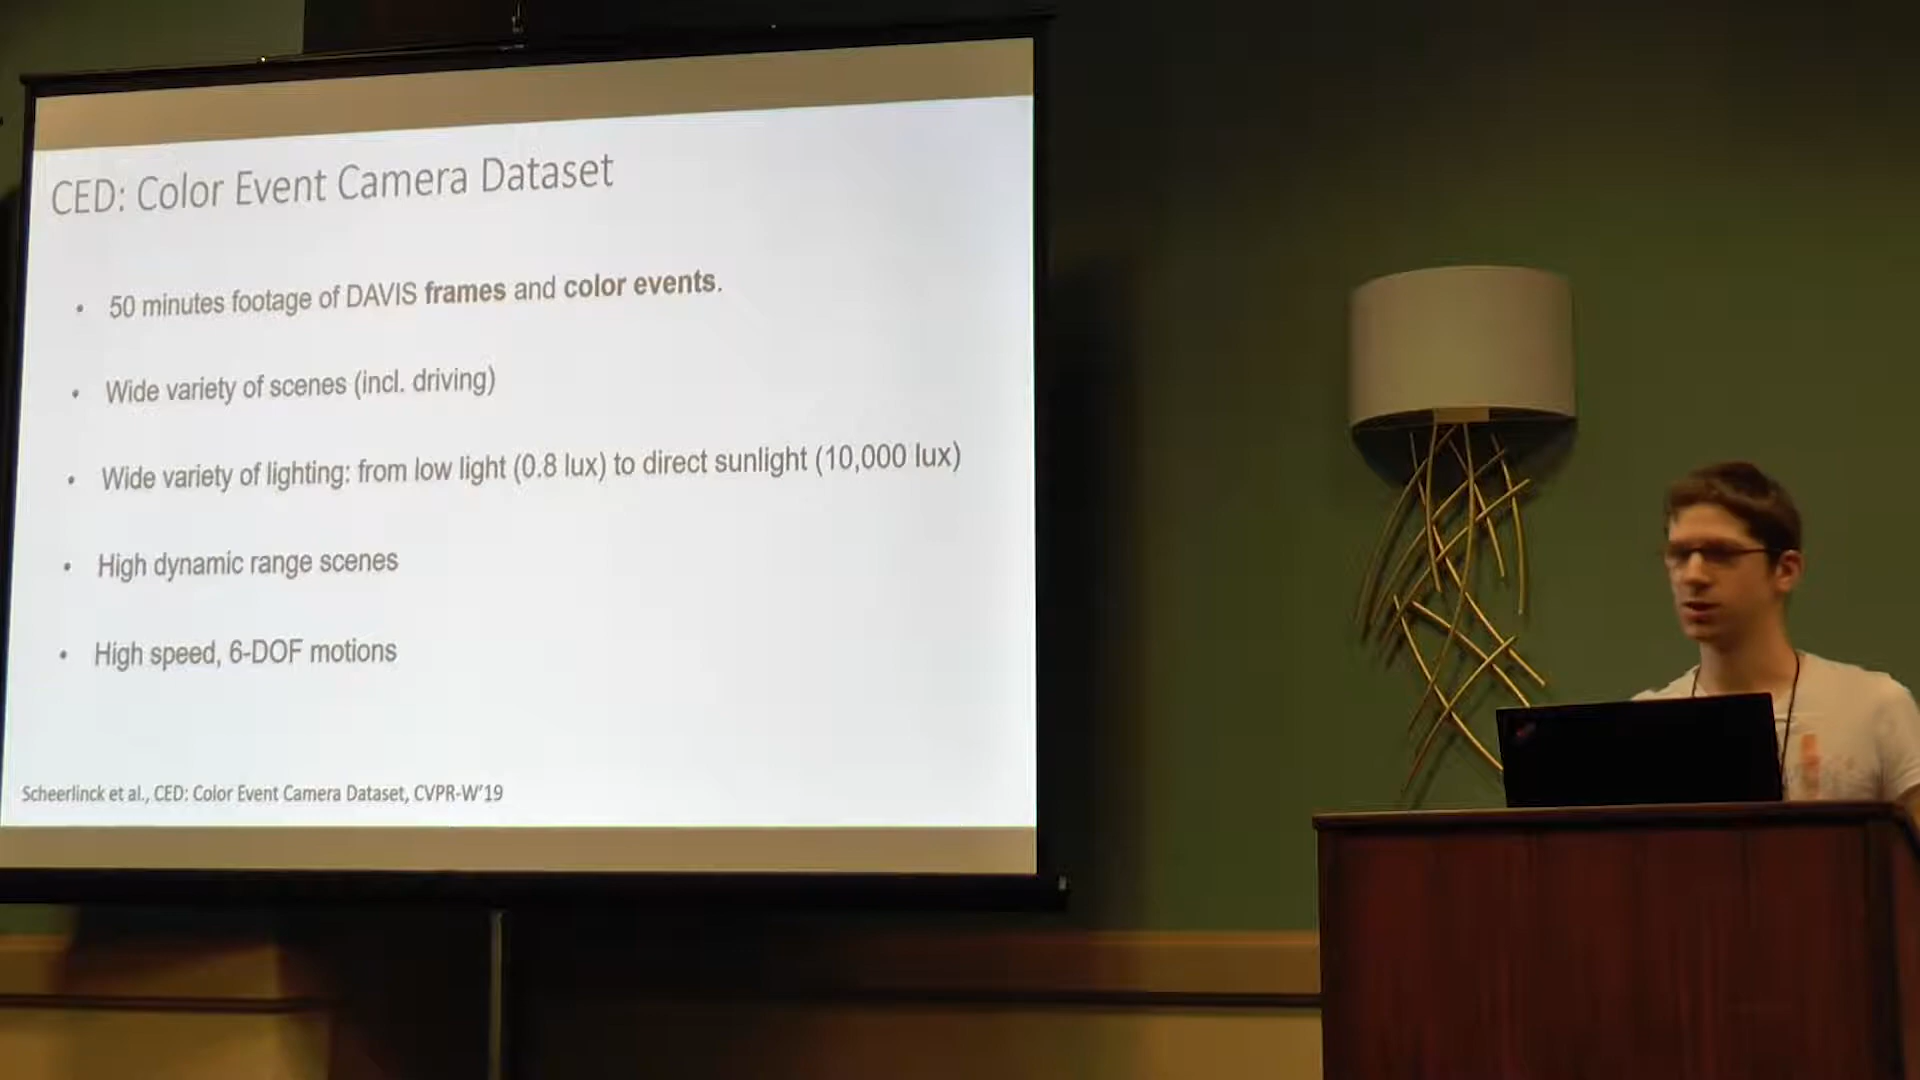 CED: Color Event Camera Dataset
• 50 minutes footage of DAVIS frames and color events.
• Wide variety of scenes (incl. driving)
• Wide variety of lighting: from low light (0.8 lux) to direct sunlight (10,000 lux)
• High dynamic range scenes
• High speed, 6-DOF motions
Scheerlinck et al., CED: Color Event Camera Dataset, CVPR-W'19